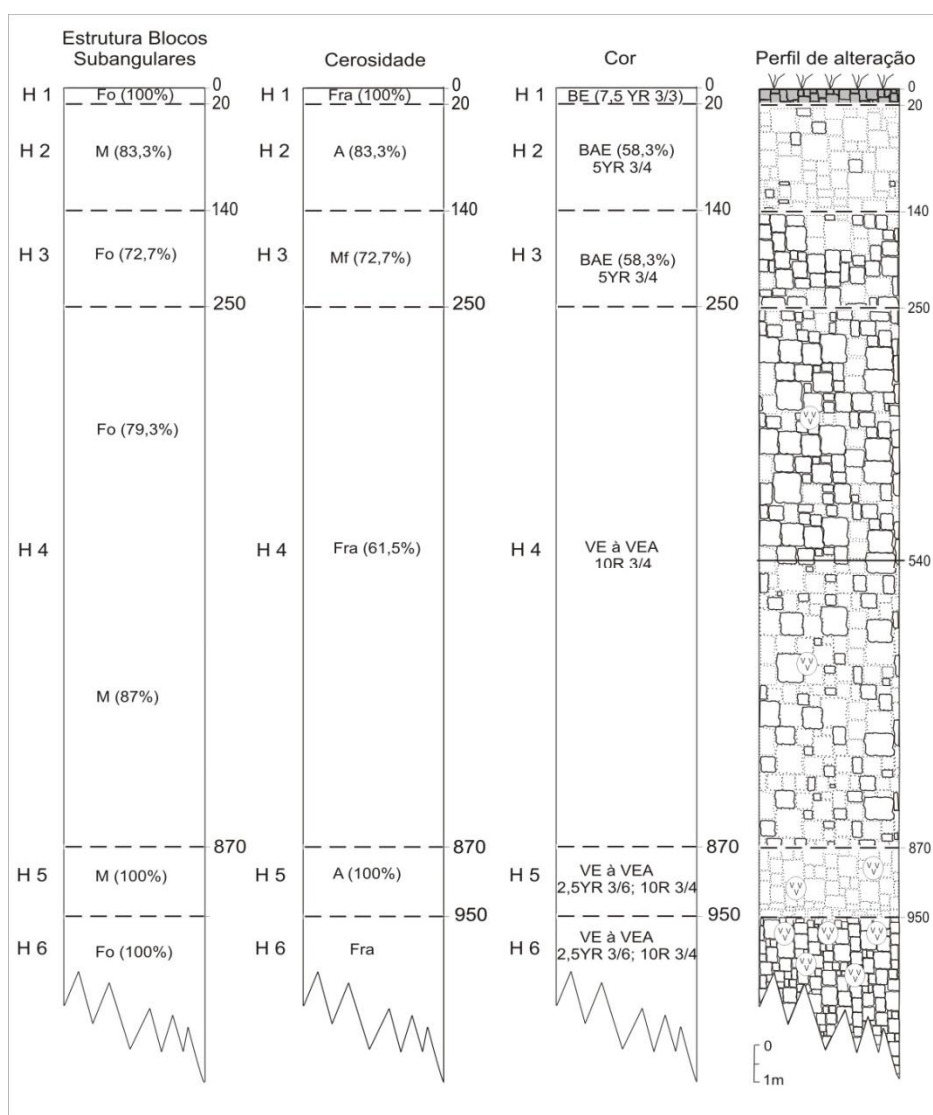 Estrutura Blocos
Subangulares
H 1
Fo (100%)
0
20
H 2
M (83,3%)
140
H 3
Fo (72,7%)
250
Fo (79,3%)
H 4
M (87%)
870
H 5
M (100%)
950
H 6
Fo (100%)
Cerosidade
H 1
Fra (100%)
0
20
H 2
A (83,3%)
140
H 3
Mf (72,7%)
250
H 4
Fra (61,5%)
870
H 5
A (100%)
950
H 6
Fra
Cor
H 1
BE (7,5 YR 3/3)
0
20
H 2
BAE (58,3%)
5YR 3/4
140
H 3
BAE (58,3%)
5YR 3/4
250
H 4
VE à VEA
10R 3/4
870
H 5
VE à VEA
2,5YR 3/6; 10R 3/4
950
H 6
VE à VEA
2,5YR 3/6; 10R 3/4
Perfil de alteração
0
20
140
250
540
870
950
0
1m